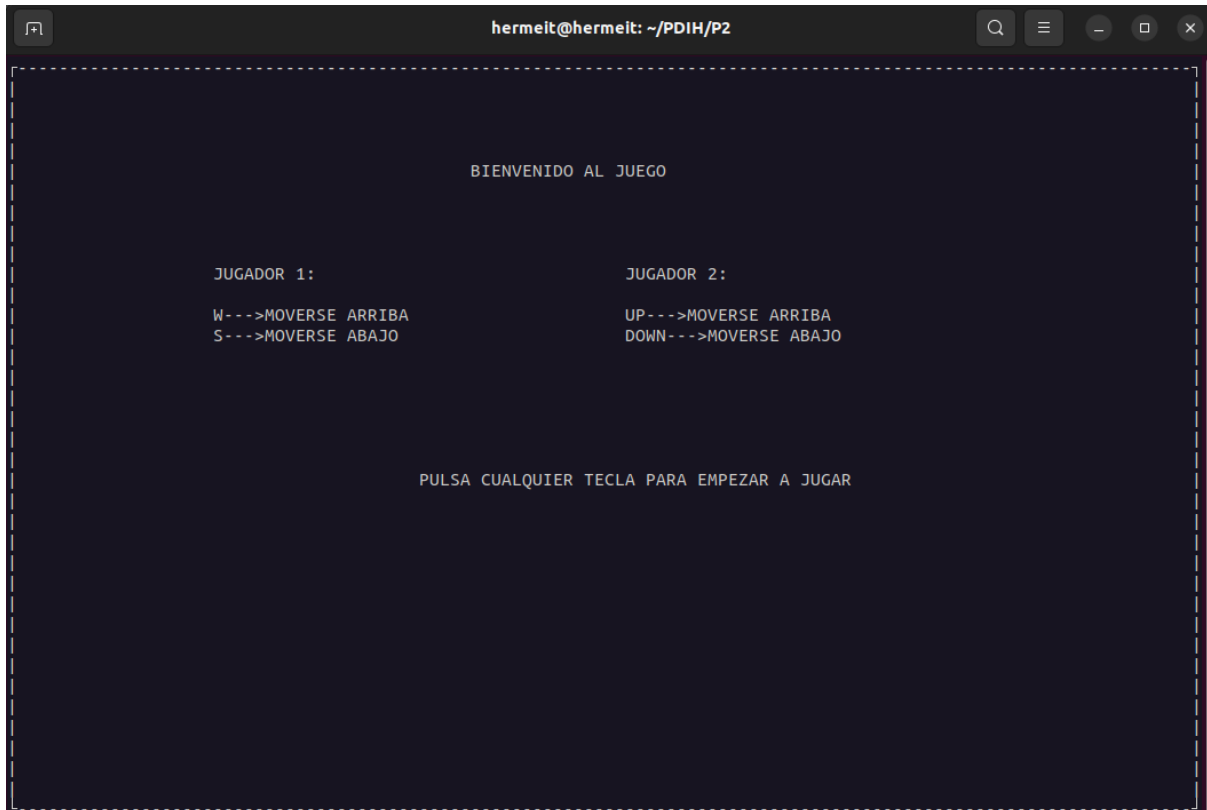 hermeit@hermeit: ~/PDIH/P2
BIENVENIDO AL JUEGO
JUGADOR 1: JUGADOR 2:
W--->MOVERSE ARRIBA UP--->MOVERSE ARRIBA
S--->MOVERSE ABAJO DOWN--->MOVERSE ABAJO
PULSA CUALQUIER TECLA PARA EMPEZAR A JUGAR